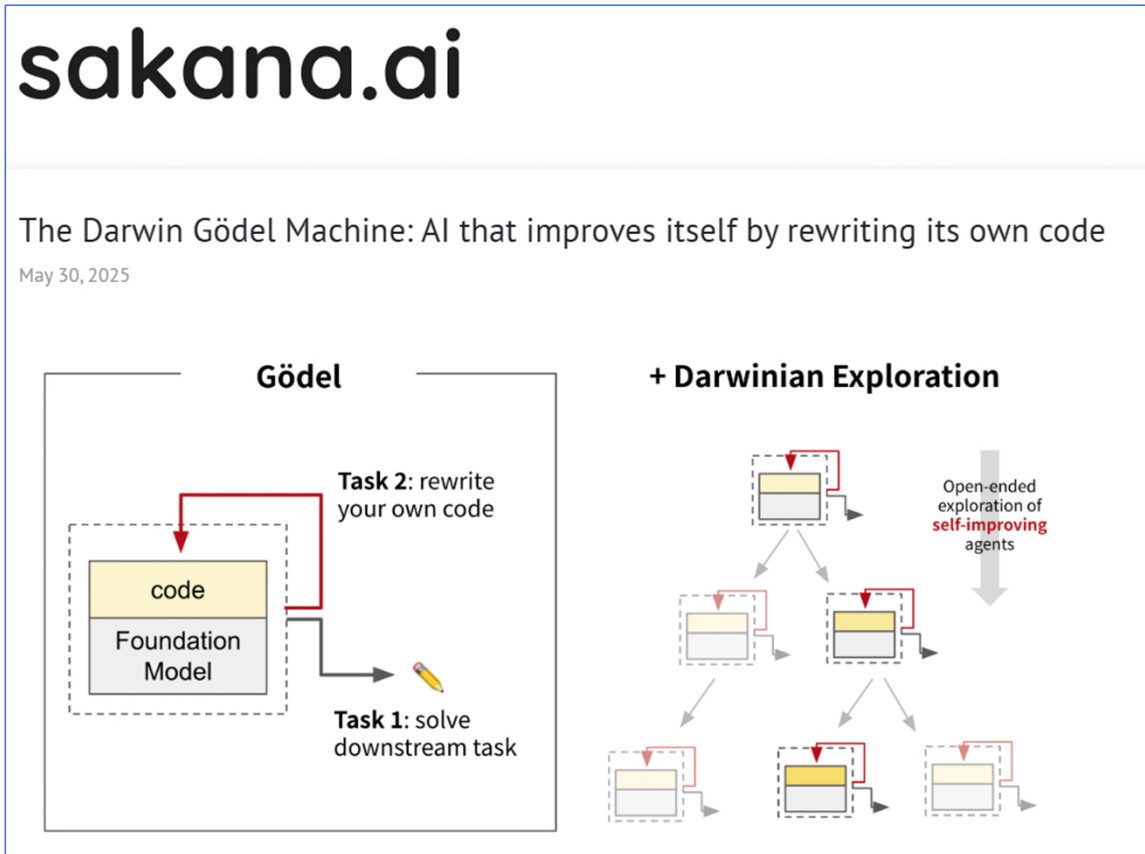 sakana.ai
The Darwin Gödel Machine: AI that improves itself by rewriting its own code
May 30, 2025
Gödel
Task 2: rewrite
your own code
code
Foundation
Model
Task 1: solve
downstream task
+ Darwinian Exploration
Open-ended
exploration of
self-improving
agents